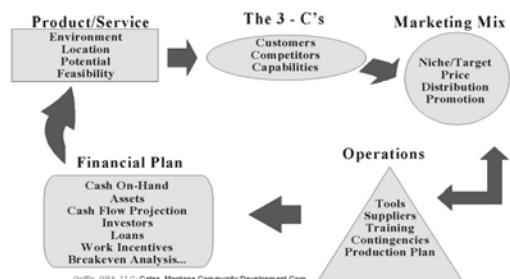 Product/Service
Environment
Location
Potential
Feasibility
The 3 - C's
Customers
Competitors
Capabilities
Marketing Mix
Niche/Target
Price
Distribution
Promotion
Operations
Tools
Suppliers
Training
Contingencies
Production Plan
Financial Plan
Cash On-Hand
Assets
Cash Flow Projection
Investors
Loans
Work Incentives
Breakeven Analysis...
Griffin, Montana Community Development Corp